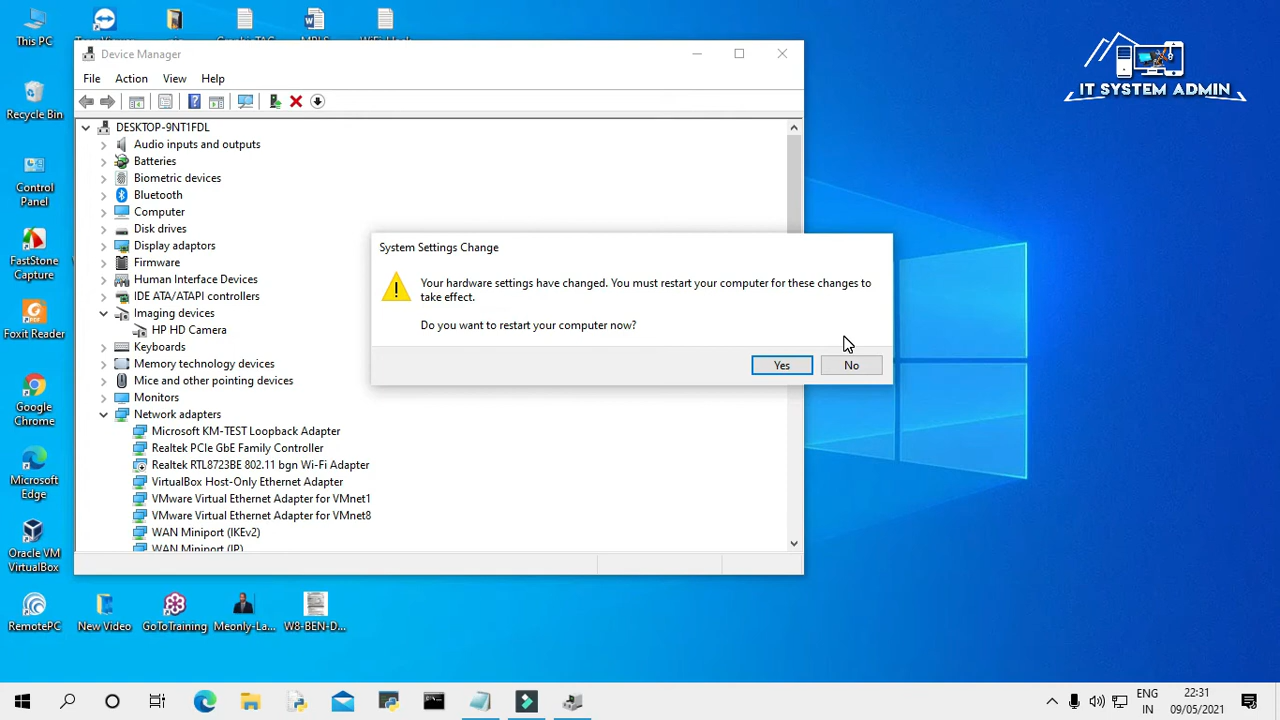 This PC
Device Manager
File Action View Help
DESKTOP-9NT1FDL
Audio inputs and outputs
Batteries
Biometric devices
Bluetooth
Computer
Disk drives
Display adaptors
Firmware
Human Interface Devices
IDE ATA/ATAPI controllers
Imaging devices
HP HD Camera
Keyboards
Memory technology devices
Mice and other pointing devices
Monitors
Network adapters
Microsoft KM-TEST Loopback Adapter
Realtek PCIe GbE Family Controller
Realtek RTL8723BE 802.11 bgn Wi-Fi Adapter
VirtualBox Host-Only Ethernet Adapter
VMware Virtual Ethernet Adapter for VMnet1
VMware Virtual Ethernet Adapter for VMnet8
WAN Miniport (IKEv2)
WAN Miniport (IP)
System Settings Change
Your hardware settings have changed. You must restart your computer for these changes to
take effect.
Do you want to restart your computer now?
Yes No
IT SYSTEM ADMIN
Recycle Bin
Control
Panel
FastStone
Capture
Foxit Reader
Google
Chrome
Microsoft
Edge
Oracle VM
VirtualBox
RemotePC
New Video
GoToTraining
Meonly-La...
W8-BEN-D...
ENG
IN
22:31
09/05/2021